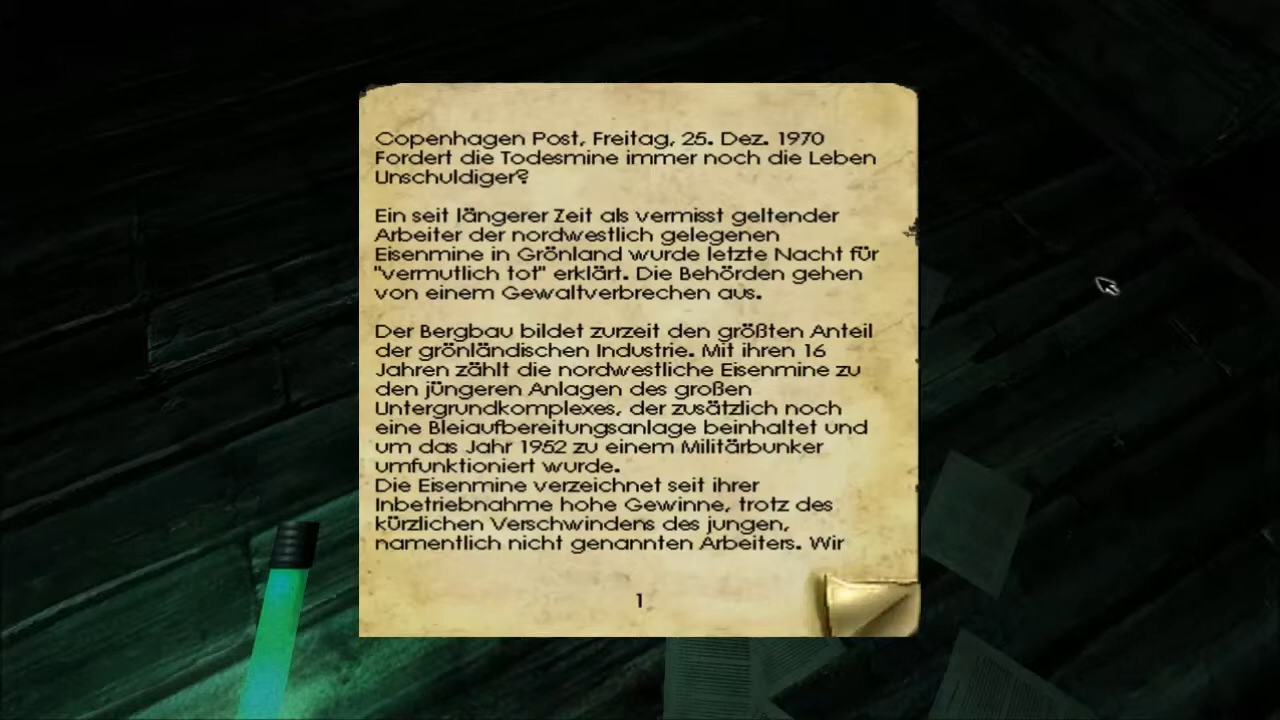 Copenhagen Post, Freitag, 25. Dez. 1970
Fordert die Todesmine immer noch die Leben
Unschuldiger?
Ein seit längerer Zeit als vermisst geltender
Arbeiter der nordwestlich gelegenen
Eisenmine in Grönland wurde letzte Nacht für
"vermutlich tot" erklärt. Die Behörden gehen
von einem Gewaltverbrechen aus.
Der Bergbau bildet zurzeit den größten Anteil
der grönländischen Industrie. Mit ihren 16
Jahren zählt die nordwestliche Eisenmine zu
den jüngeren Anlagen des großen
Untergrundkomplexes, der zusätzlich noch
eine Bleiaufbereitungsanlage beinhaltet und
um das Jahr 1952 zu einem Militärbunker
umfunktioniert wurde.
Die Eisenmine verzeichnet seit ihrer
Inbetriebnahme hohe Gewinne, trotz des
kürzlichen Verschwindens des jungen,
namentlich nicht genannten Arbeiters. Wir
1